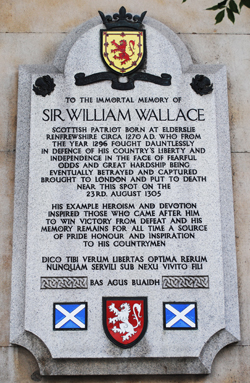 TO THE IMMORTAL MEMORY OF
SIR WILLIAM WALLACE
SCOTTISH PATRIOT BORN AT ELDERSLIE
RENFREWSHIRE CIRCA 1270 A.D. WHO FROM
THE YEAR 1296 FOUGHT DAUNTLESSLY
IN DEFENCE OF HIS COUNTRY'S LIBERTY AND
INDEPENDENCE IN THE FACE OF FEARFUL
ODDS AND GREAT HARDSHIP BEING
EVENTUALLY BETRAYED AND CAPTURED
BROUGHT TO LONDON AND PUT TO DEATH
NEAR THIS SPOT ON THE
23RD. AUGUST 1305
HIS EXAMPLE HEROISM AND DEVOTION
INSPIRED THOSE WHO CAME AFTER HIM
TO WIN VICTORY FROM DEFEAT AND HIS
MEMORY REMAINS FOR ALL TIME A SOURCE
OF PRIDE HONOUR AND INSPIRATION
TO HIS COUNTRYMEN
DICO TIBI VERUM LIBERTAS OPTIMA RERUM
NUNQUAM SERVILI SUB NEXU VIVITO FILI
BAS AGUS BUAIDH